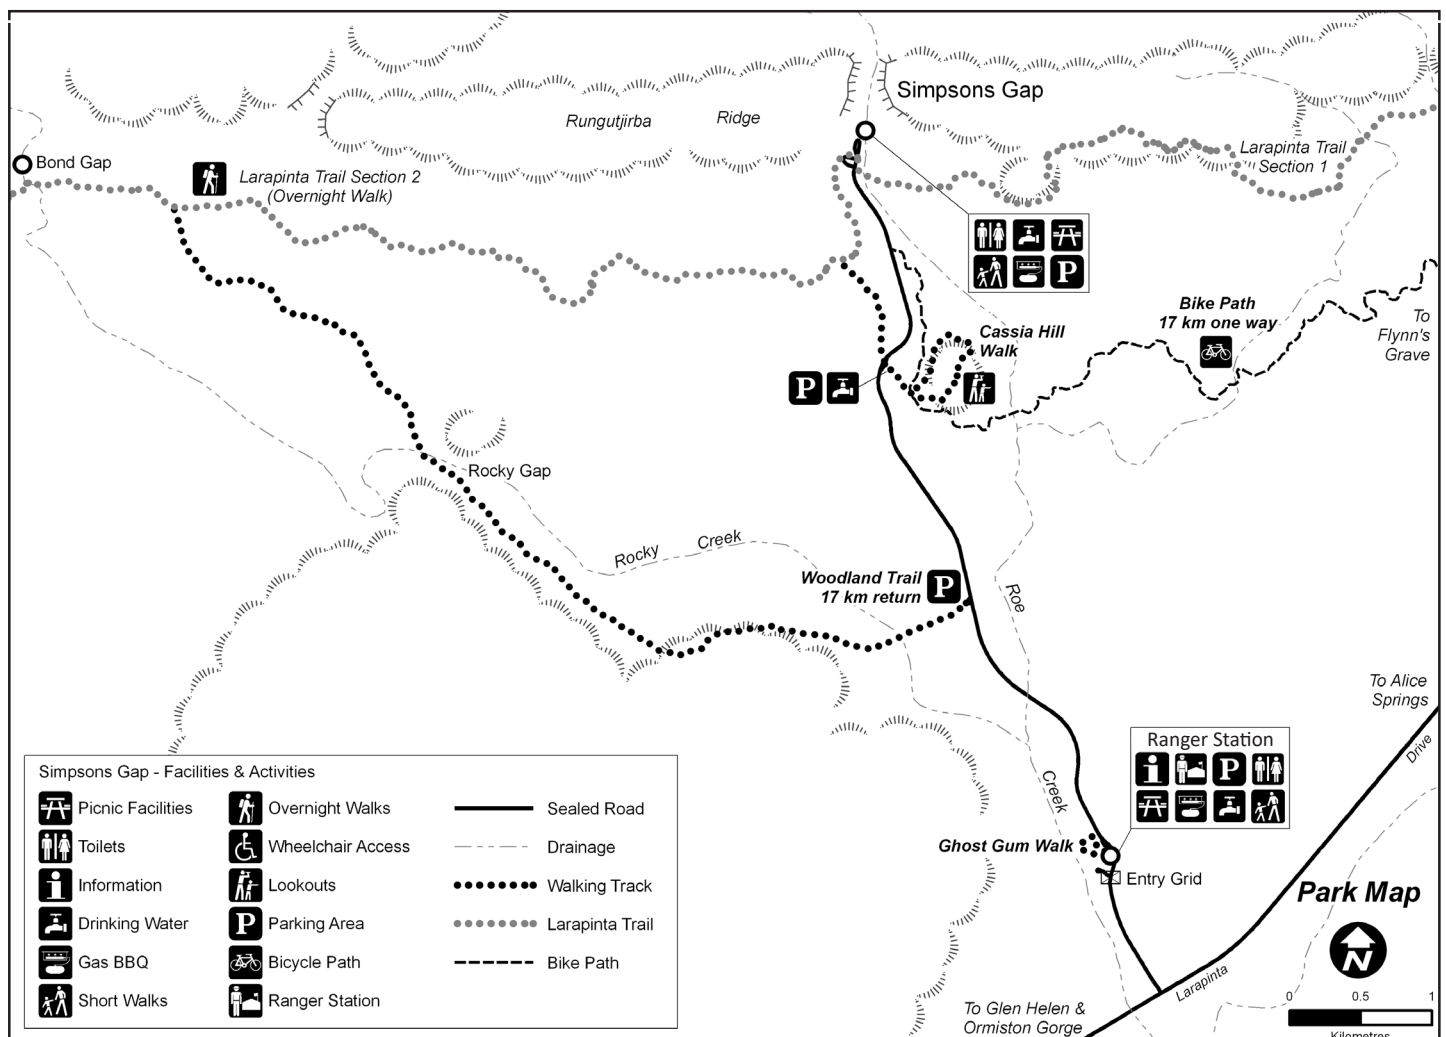 Simpsons Gap
Rungutjirba Ridge
Bond Gap
Larapinta Trail Section 2
(Overnight Walk)
Larapinta Trail
Section 1
P
Bike Path
17 km one way
To
Flynn's
Grave
Cassia Hill
Walk
P
Rocky Gap
Rocky Creek
Woodland Trail
17 km return
P
Roe
Creek
To Alice
Springs
Drive
Ranger Station
i
P
Ghost Gum Walk
Entry Grid
Park Map
N
Larapinta
To Glen Helen &
Ormiston Gorge
0 0.5 1
Kilometres
Simpsons Gap - Facilities & Activities
Picnic Facilities
Toilets
i Information
Drinking Water
Gas BBQ
Short Walks
Overnight Walks
Wheelchair Access
Lookouts
P Parking Area
Bicycle Path
Ranger Station
Sealed Road
Drainage
Walking Track
Larapinta Trail
Bike Path